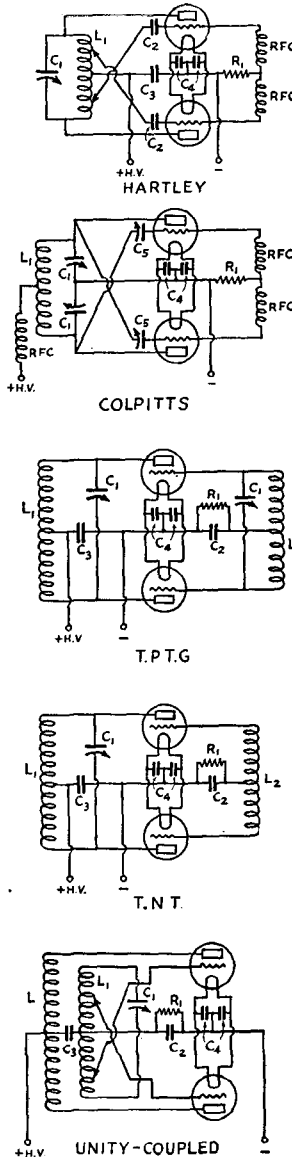 L₁
C₂
RFC
C₁
C₃
C₄
R₁
RFC
C₂
+H.V.
−
HARTLEY
L₁
C₅
RFC
C₁
C₁
C₄
R₁
RFC
C₅
RFC
+H.V.
−
COLPITTS
L₁
C₁
C₃
C₄
R₁
C₂
C₁
L
+H.V
−
T.P.T.G
L₁
C₁
C₃
C₄
R₁
C₂
L₂
+H.V.
−
T.N.T.
L
L₁
C₁
R₁
C₃
C₂
C₄
+H.V.
−
UNITY-COUPLED